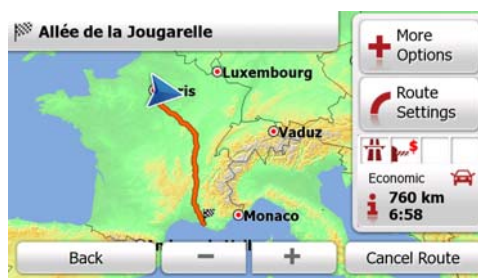 Allée de la Jougarelle
More
Options
Luxembourg
Route
Settings
Vaduz
$
Economic
760 km
6:58
Monaco
Back
−
+
Cancel Route